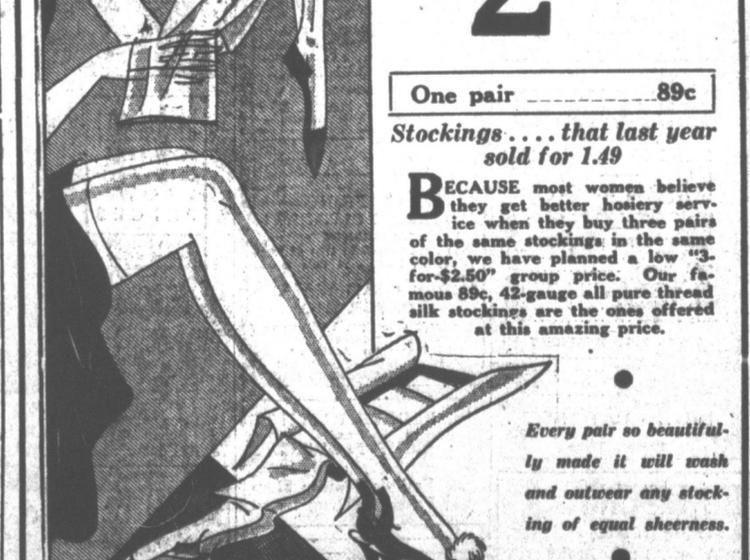 2
One pair ____________89c
Stockings .... that last year
sold for 1.49
BECAUSE most women believe
they get better hosiery serv-
ice when they buy three pairs
of the same stockings in the same
color, we have planned a low "3-
for-$2.50" group price. Our fa-
mous 89c, 42-gauge all pure thread
silk stockings are the ones offered
at this amazing price.
Every pair so beautiful-
ly made it will wash
and outwear any stock-
ing of equal sheerness.